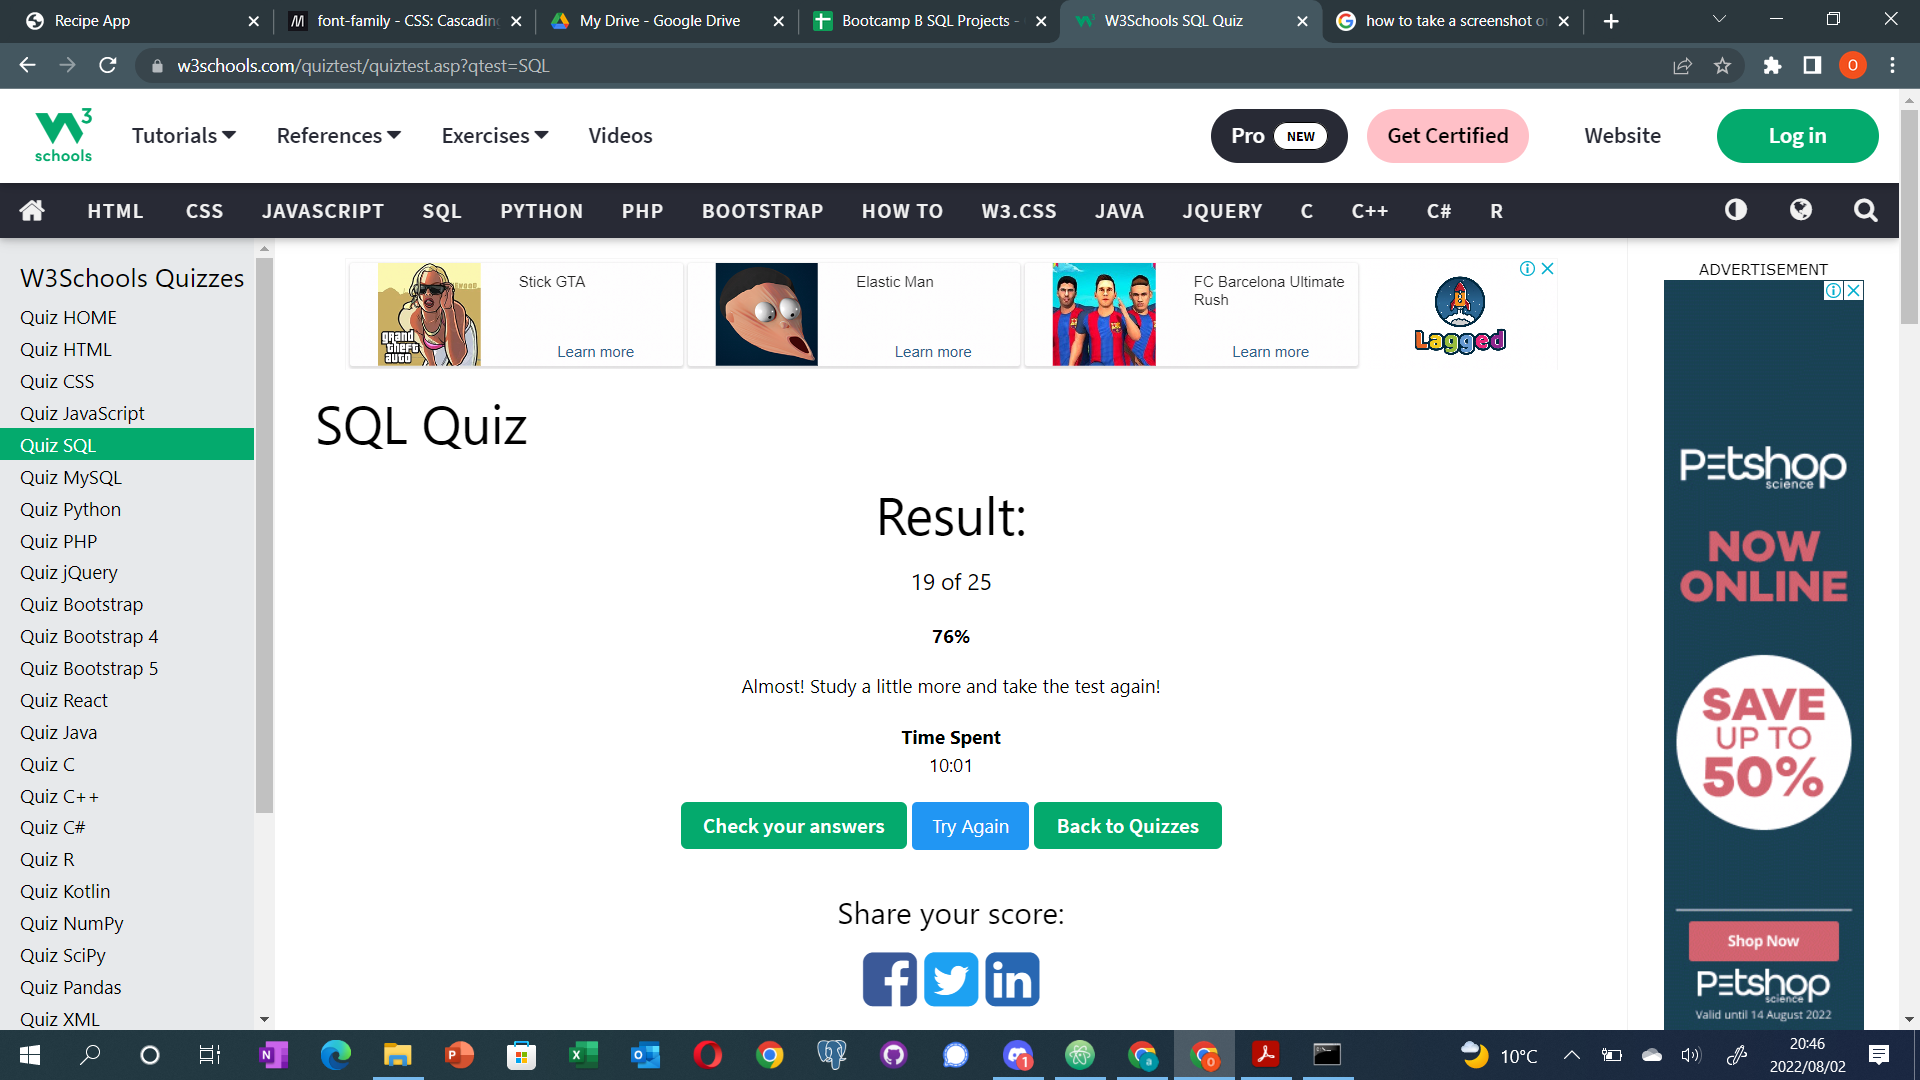 Recipe App
font-family - CSS: Cascading
My Drive - Google Drive
Bootcamp B SQL Projects -
W3Schools SQL Quiz
how to take a screenshot o
w3schools.com/quiztest/quiztest.asp?qtest=SQL
O
3
schools
Tutorials
References
Exercises
Videos
Pro NEW
Get Certified
Website
Log in
HTML CSS JAVASCRIPT SQL PYTHON PHP BOOTSTRAP HOW TO W3.CSS JAVA JQUERY C C++ C# R
W3Schools Quizzes
Quiz HOME
Quiz HTML
Quiz CSS
Quiz JavaScript
Quiz SQL
Quiz MySQL
Quiz Python
Quiz PHP
Quiz jQuery
Quiz Bootstrap
Quiz Bootstrap 4
Quiz Bootstrap 5
Quiz React
Quiz Java
Quiz C
Quiz C++
Quiz C#
Quiz R
Quiz Kotlin
Quiz NumPy
Quiz SciPy
Quiz Pandas
Quiz XML
grand
theft
auto
Stick GTA
Learn more
Elastic Man
Learn more
FC Barcelona Ultimate
Rush
Learn more
Lagged
SQL Quiz
Result:
19 of 25
76%
Almost! Study a little more and take the test again!
Time Spent
10:01
Check your answers
Try Again
Back to Quizzes
Share your score:
ADVERTISEMENT
Petshop
science
NOW
ONLINE
SAVE
UP TO
50%
Shop Now
Petshop
science
Valid until 14 August 2022
1
10°C
20:46
2022/08/02